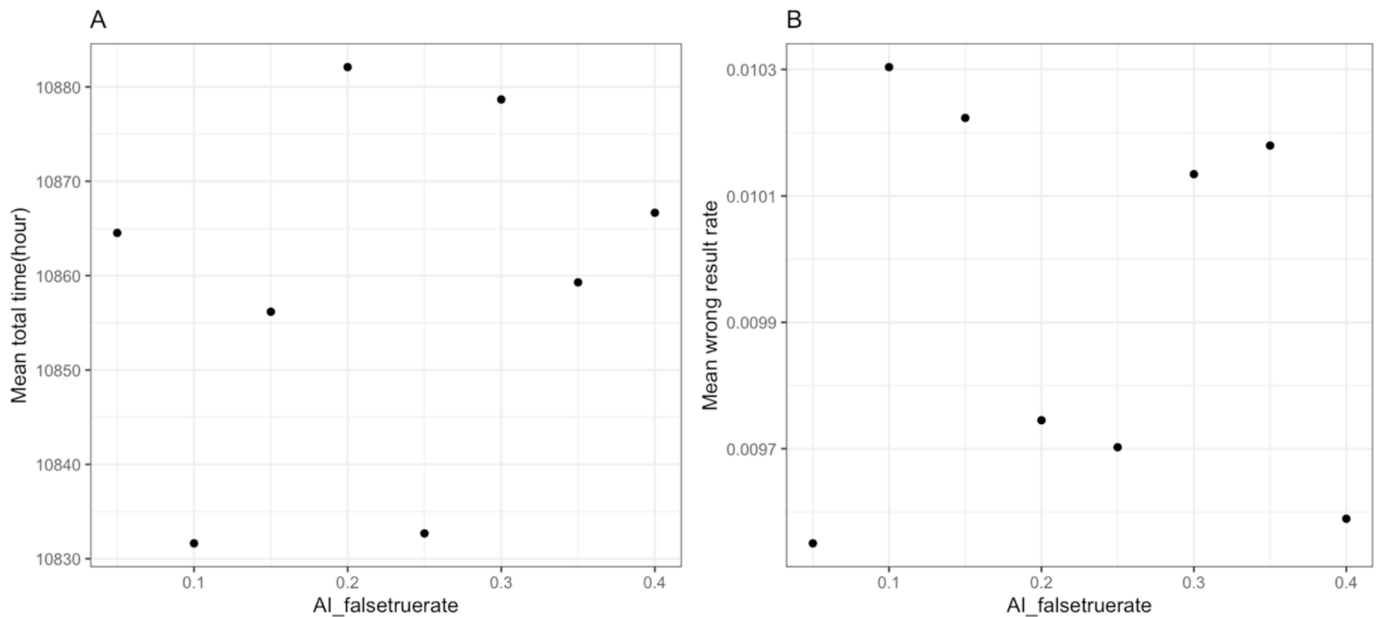 A
Mean total time(hour)
10880
10870
10860
10850
10840
10830
0.1 0.2 0.3 0.4
AI_falsetruerate
B
Mean wrong result rate
0.0103
0.0101
0.0099
0.0097
0.1 0.2 0.3 0.4
AI_falsetruerate